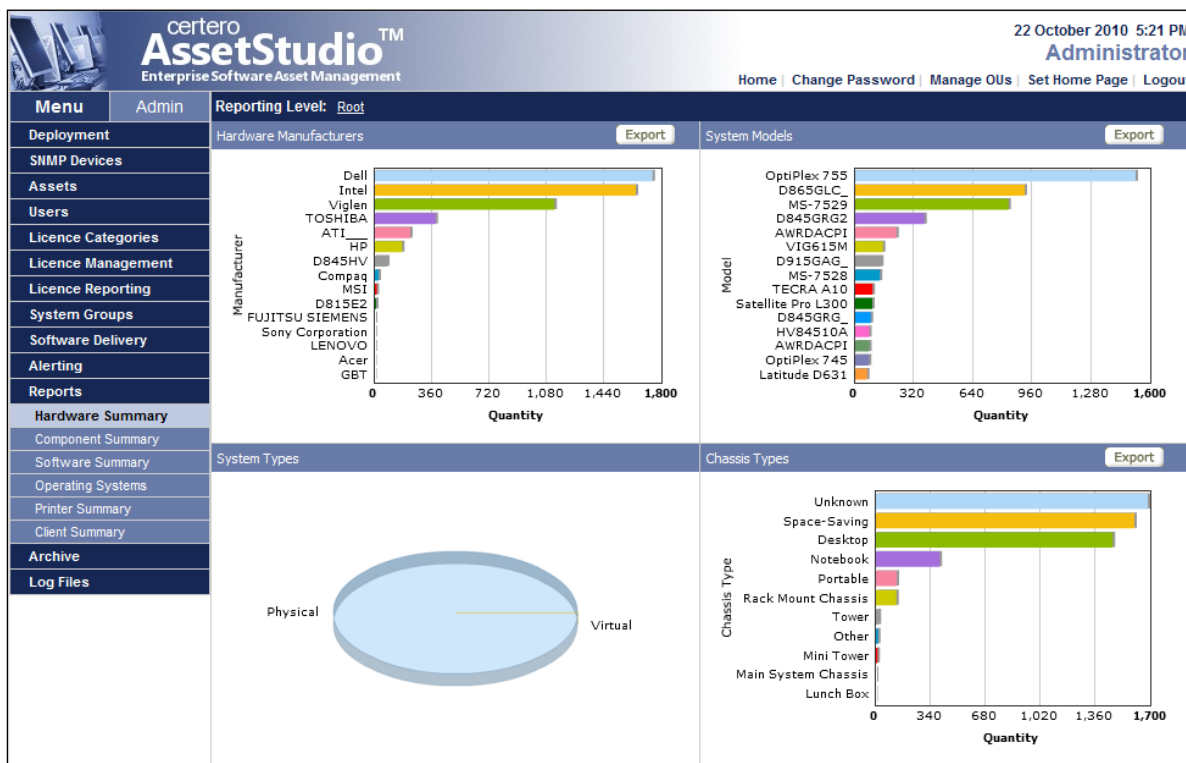 certero
AssetStudio™
Enterprise Software Asset Management
22 October 2010 5:21 PM
Administrator
Home | Change Password | Manage OUs | Set Home Page | Logout
Menu
Admin
Reporting Level: Root
Deployment
SNMP Devices
Assets
Users
Licence Categories
Licence Management
Licence Reporting
System Groups
Software Delivery
Alerting
Reports
Hardware Summary
Component Summary
Software Summary
Operating Systems
Printer Summary
Client Summary
Archive
Log Files
Hardware Manufacturers
Export
Manufacturer
Dell
Intel
Viglen
TOSHIBA
ATI___
HP
D845HV
Compaq
MSI
D815E2
FUJITSU SIEMENS
Sony Corporation
LENOVO
Acer
GBT
0 360 720 1,080 1,440 1,800
Quantity
System Models
Export
Model
OptiPlex 755
D865GLC_
MS-7529
D845GRG2
AWRDACPI
VIG615M
D915GAG_
MS-7528
TECRA A10
Satellite Pro L300
D845GRG_
HV84510A
AWRDACPI
OptiPlex 745
Latitude D631
0 320 640 960 1,280 1,600
Quantity
System Types
Physical
Virtual
Chassis Types
Export
Chassis Type
Unknown
Space-Saving
Desktop
Notebook
Portable
Rack Mount Chassis
Tower
Other
Mini Tower
Main System Chassis
Lunch Box
0 340 680 1,020 1,360 1,700
Quantity